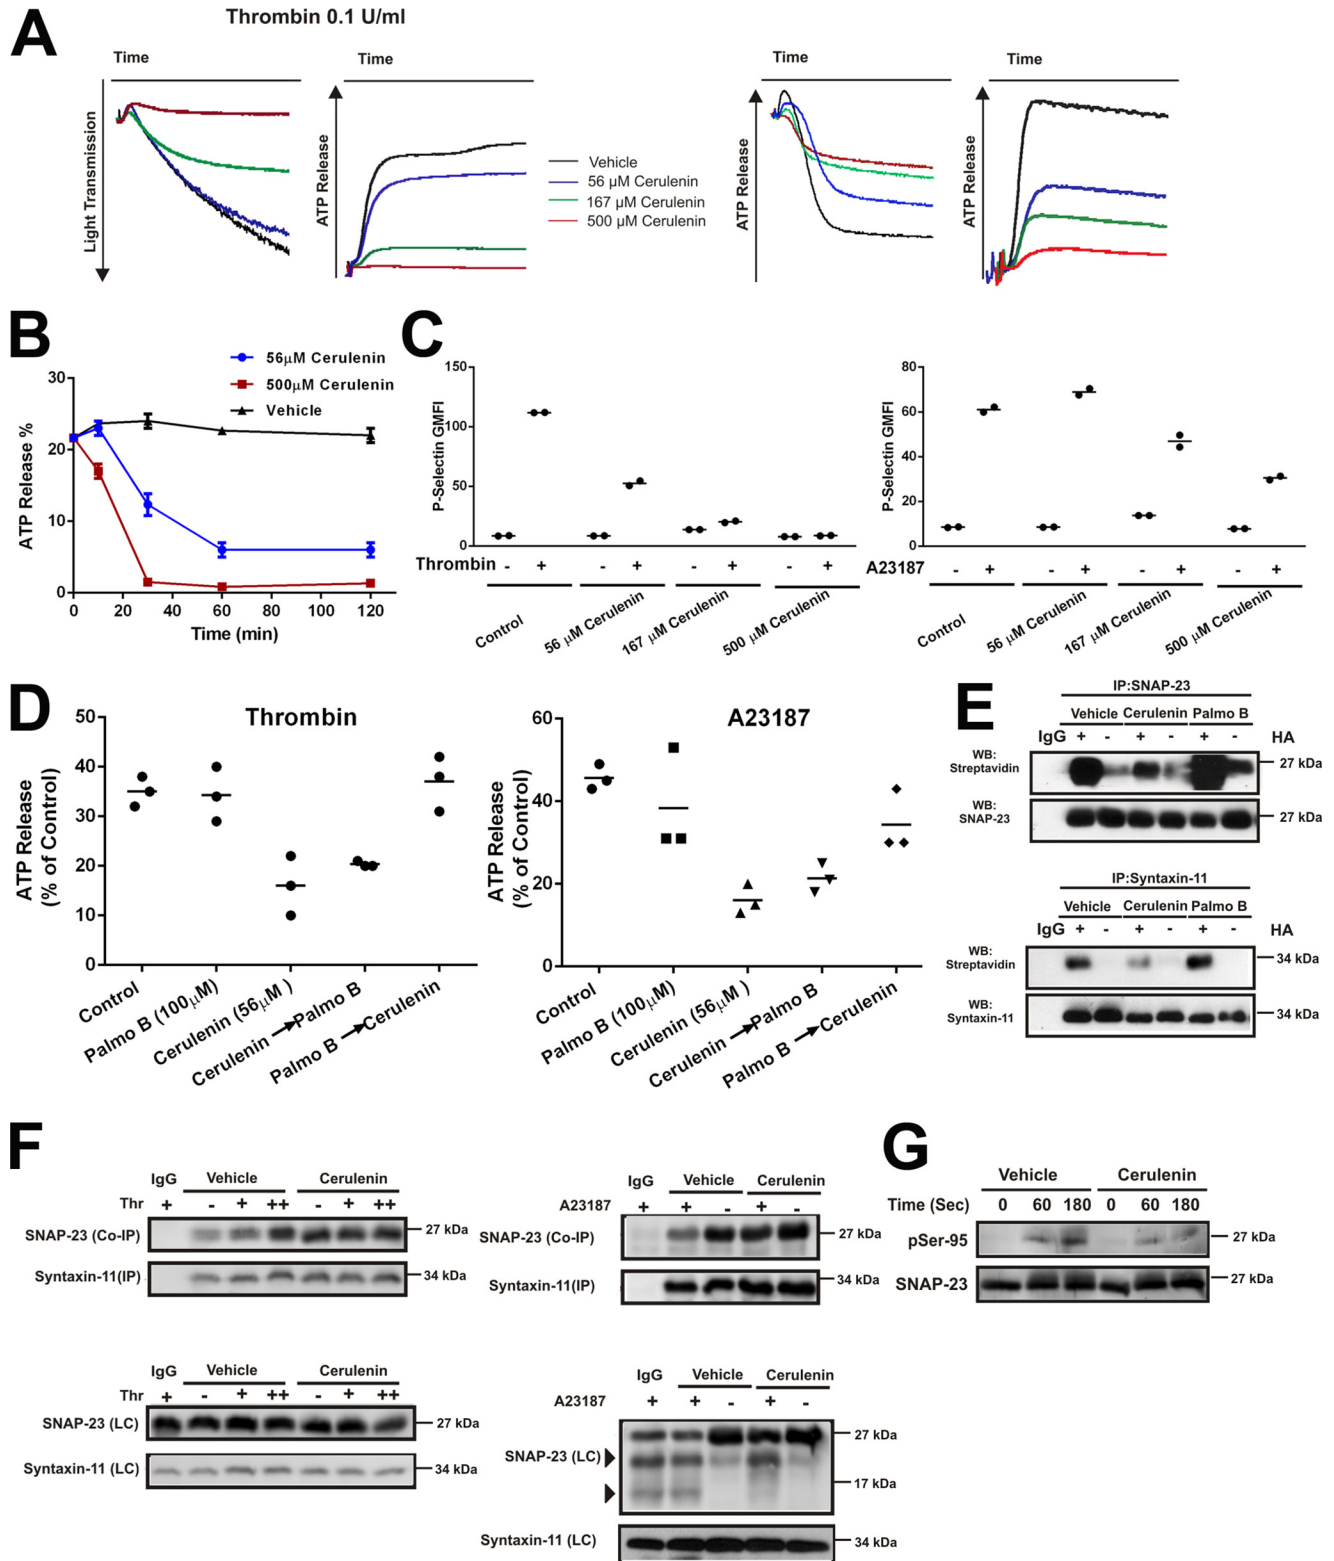 A
Thrombin 0.1 U/ml
Time
Time
Time
Time
Light Transmission
ATP Release
ATP Release
ATP Release
Vehicle
56 µM Cerulenin
167 µM Cerulenin
500 µM Cerulenin
B
56µM Cerulenin
500µM Cerulenin
Vehicle
ATP Release %
30
20
10
0
0 20 40 60 80 100 120
Time (min)
C
P-Selectin GMFI
150
100
50
0
Thrombin - + - + - + - +
Control
56 µM Cerulenin
167 µM Cerulenin
500 µM Cerulenin
P-Selectin GMFI
80
60
40
20
0
A23187 - + - + - + - +
Control
56 µM Cerulenin
167 µM Cerulenin
500 µM Cerulenin
D
Thrombin
ATP Release
(% of Control)
50
40
30
20
10
0
Control
Palmo B (100µM)
Cerulenin (56µM )
Cerulenin → Palmo B
Palmo B → Cerulenin
A23187
ATP Release
(% of Control)
60
40
20
0
Control
Palmo B (100µM)
Cerulenin (56µM )
Cerulenin → Palmo B
Palmo B → Cerulenin
E
IP:SNAP-23
Vehicle Cerulenin Palmo B
IgG + - + - + - HA
WB:
Streptavidin
27 kDa
WB:
SNAP-23
27 kDa
IP:Syntaxin-11
Vehicle Cerulenin Palmo B
IgG + - + - + - HA
WB:
Streptavidin
34 kDa
WB:
Syntaxin-11
34 kDa
F
IgG Vehicle Cerulenin
Thr + - + ++ - + ++
SNAP-23 (Co-IP) 27 kDa
Syntaxin-11(IP) 34 kDa
IgG Vehicle Cerulenin
A23187 + + - + -
SNAP-23 (Co-IP) 27 kDa
Syntaxin-11(IP) 34 kDa
IgG Vehicle Cerulenin
Thr + - + ++ - + ++
SNAP-23 (LC) 27 kDa
Syntaxin-11 (LC) 34 kDa
IgG Vehicle Cerulenin
A23187 + + - + -
27 kDa
SNAP-23 (LC)
17 kDa
Syntaxin-11 (LC) 34 kDa
G
Vehicle Cerulenin
Time (Sec) 0 60 180 0 60 180
pSer-95 27 kDa
SNAP-23 27 kDa